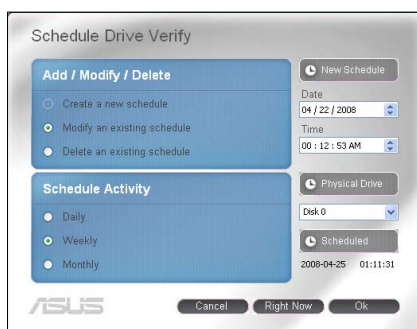 Schedule Drive Verify
Add / Modify / Delete
Create a new schedule
Modify an existing schedule
Delete an existing schedule
Schedule Activity
Daily
Weekly
Monthly
New Schedule
Date
04 / 22 / 2008
Time
00 : 12 : 53 AM
Physical Drive
Disk 0
Scheduled
2008-04-25 01:11:31
ASUS
Cancel
Right Now
Ok